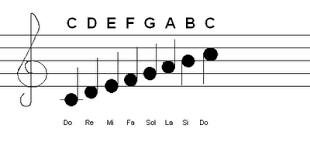 C D E F G A B C
Do Re Mi Fa Sol La Si Do